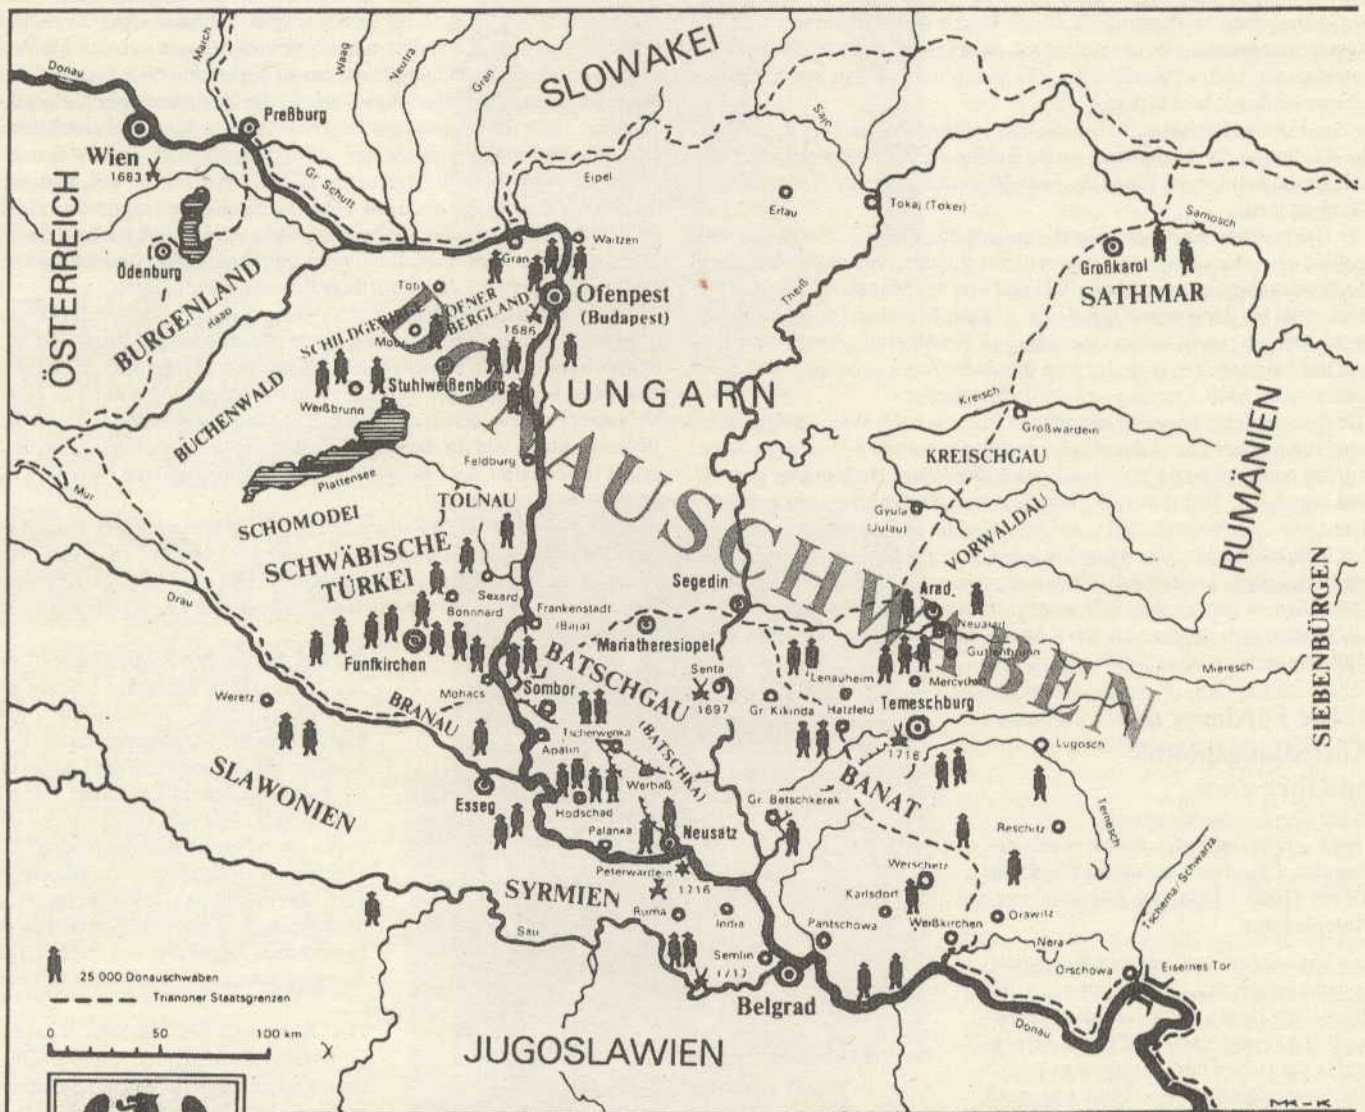 SLOWAKEI
March
Waag
Neutra
Gran
Donau
Preßburg
Wien
1683
Gr. Schutt
Sajo
Eipel
Erlau
Tokaj (Toker)
Samosch
ÖSTERREICH
Ödenburg
BURGENLAND
Raab
Waitzen
Gran
Großkarol
SATHMAR
SCHILDGEBIRGE
OFENER
BERGLAND
Ofenpest
(Budapest)
1686
Theiß
Stuhlweißenburg
Weißbrunn
BUCHENWALD
UNGARN
DONAUSCHWABEN
Kreisch
Großwardein
KREISCHGAU
RUMÄNIEN
Feldburg
Plattensee
Mur
TOLNAU
SCHOMODEI
Gyula
(Julau)
VORWALDAU
SCHWÄBISCHE
TÜRKEI
SIEBENBÜRGEN
Segedin
Arad
Drau
Sexard
Bonnhard
Frankenstadt
(Baja)
Neuarad
Guttenbrunn
Mariatheresiopel
Funfkirchen
BATSCHGAU
Senta
1697
Lenauheim
Mercydorf
Mieresch
Mohacs
Sombor
Gr. Kikinda
Hatzfeld
Temeschburg
1716
Weretz
BRANAU
(BATSCHKA)
Lugosch
Apatin
Tscherwenka
Werbaß
BANAT
SLAWONIEN
Esseg
Hodschad
Gr. Betschkerek
Temesch
Reschitz
Palanka
Neusatz
Peterwardein
1716
Werschetz
Tscherna/Schwarza
SYRMIEN
Karlsdorf
Ruma
India
Pantschowa
Weißkirchen
Orawitz
Sau
Semlin
1717
Nera
Orschowa
Eisernes Tor
Belgrad
Donau
25 000 Donauschwaben
Trianoner Staatsgrenzen
0 50 100 km
JUGOSLAWIEN
MK-K